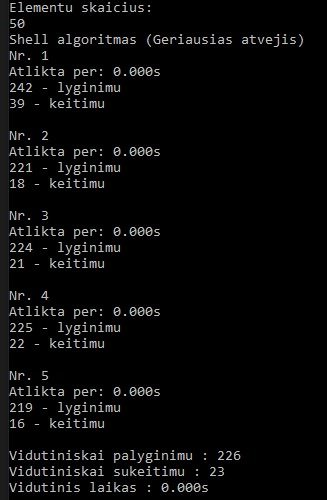 Elementu skaicius:
50
Shell algoritmas (Geriausias atvejis)
Nr. 1
Atlikta per: 0.000s
242 - lyginimu
39 - keitimu
Nr. 2
Atlikta per: 0.000s
221 - lyginimu
18 - keitimu
Nr. 3
Atlikta per: 0.000s
224 - lyginimu
21 - keitimu
Nr. 4
Atlikta per: 0.000s
225 - lyginimu
22 - keitimu
Nr. 5
Atlikta per: 0.000s
219 - lyginimu
16 - keitimu
Vidutiniskai palyginimu : 226
Vidutiniskai sukeitimu : 23
Vidutinis laikas : 0.000s